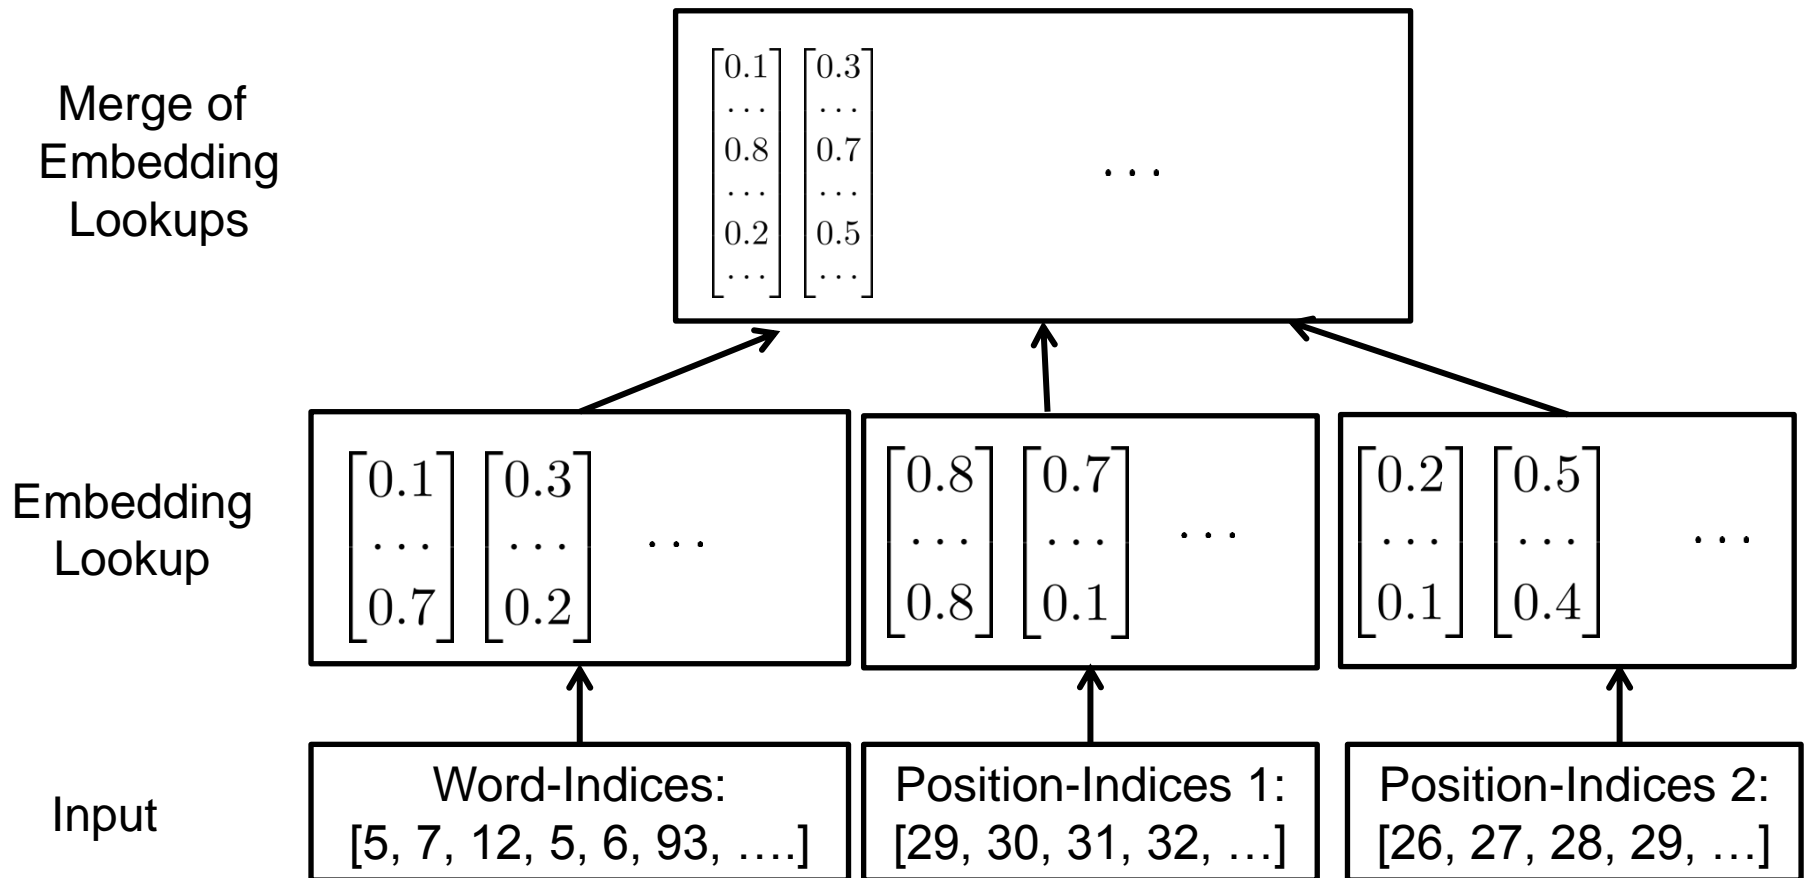 Merge of
Embedding
Lookups
0.1 0.3
... ...
0.8 0.7
... ...
0.2 0.5
... ...
...
Embedding
Lookup
0.1 0.3
... ... ...
0.7 0.2
0.8 0.7
... ... ...
0.8 0.1
0.2 0.5
... ... ...
0.1 0.4
Input
Word-Indices:
[5, 7, 12, 5, 6, 93, ….]
Position-Indices 1:
[29, 30, 31, 32, …]
Position-Indices 2:
[26, 27, 28, 29, …]